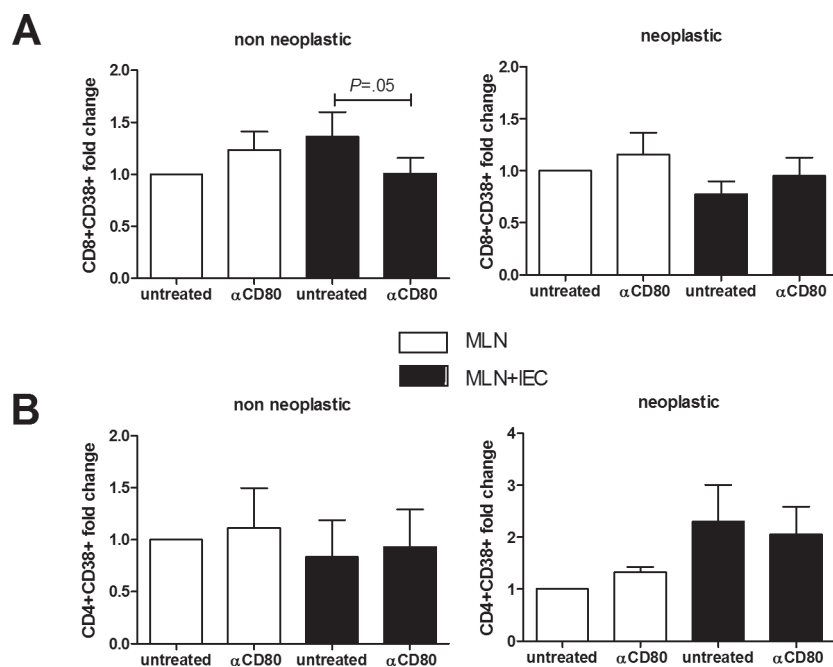 A
non neoplastic
CD8+CD38+ fold change
2.0
1.5
1.0
0.5
0.0
P=.05
untreated αCD80 untreated αCD80
neoplastic
CD8+CD38+ fold change
2.0
1.5
1.0
0.5
0.0
untreated αCD80 untreated αCD80
MLN
MLN+IEC
B
non neoplastic
CD4+CD38+ fold change
2.0
1.5
1.0
0.5
0.0
untreated αCD80 untreated αCD80
neoplastic
CD4+CD38+ fold change
4
3
2
1
0
untreated αCD80 untreated αCD80